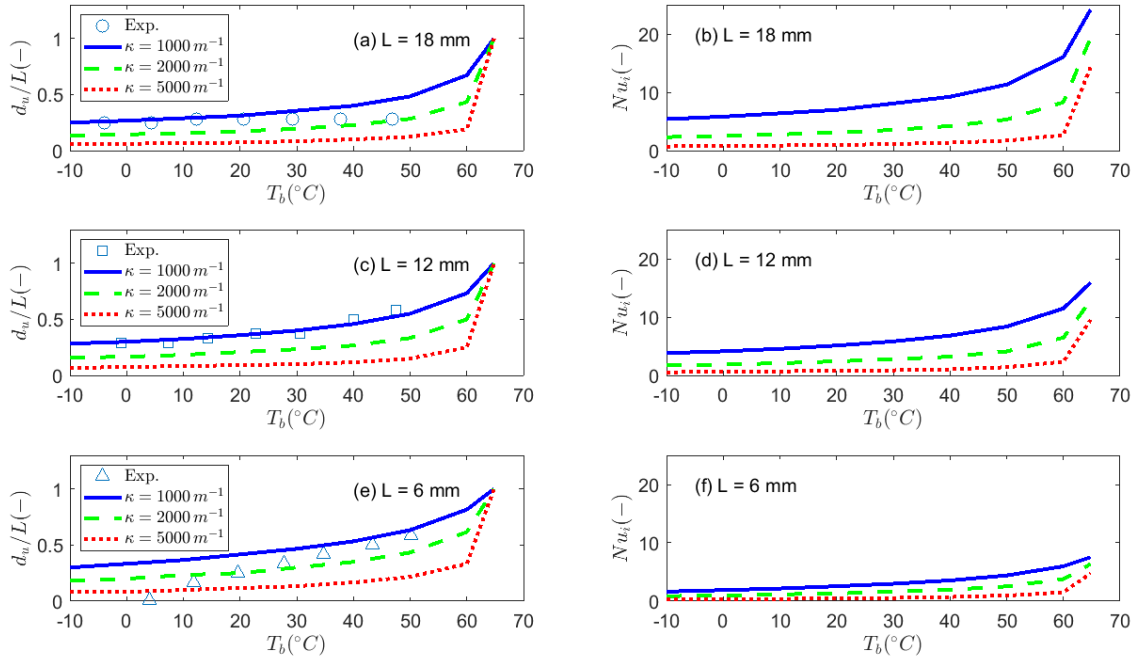 d_u/L(−)
1
0.5
0
Exp.
κ = 1000 m⁻¹
κ = 2000 m⁻¹
κ = 5000 m⁻¹
(a) L = 18 mm
-10 0 10 20 30 40 50 60 70
T_b(°C)
Nu_i(−)
20
10
0
(b) L = 18 mm
-10 0 10 20 30 40 50 60 70
T_b(°C)
d_u/L(−)
1
0.5
0
Exp.
κ = 1000 m⁻¹
κ = 2000 m⁻¹
κ = 5000 m⁻¹
(c) L = 12 mm
-10 0 10 20 30 40 50 60 70
T_b(°C)
Nu_i(−)
20
10
0
(d) L = 12 mm
-10 0 10 20 30 40 50 60 70
T_b(°C)
d_u/L(−)
1
0.5
0
Exp.
κ = 1000 m⁻¹
κ = 2000 m⁻¹
κ = 5000 m⁻¹
(e) L = 6 mm
-10 0 10 20 30 40 50 60 70
T_b(°C)
Nu_i(−)
20
10
0
(f) L = 6 mm
-10 0 10 20 30 40 50 60 70
T_b(°C)